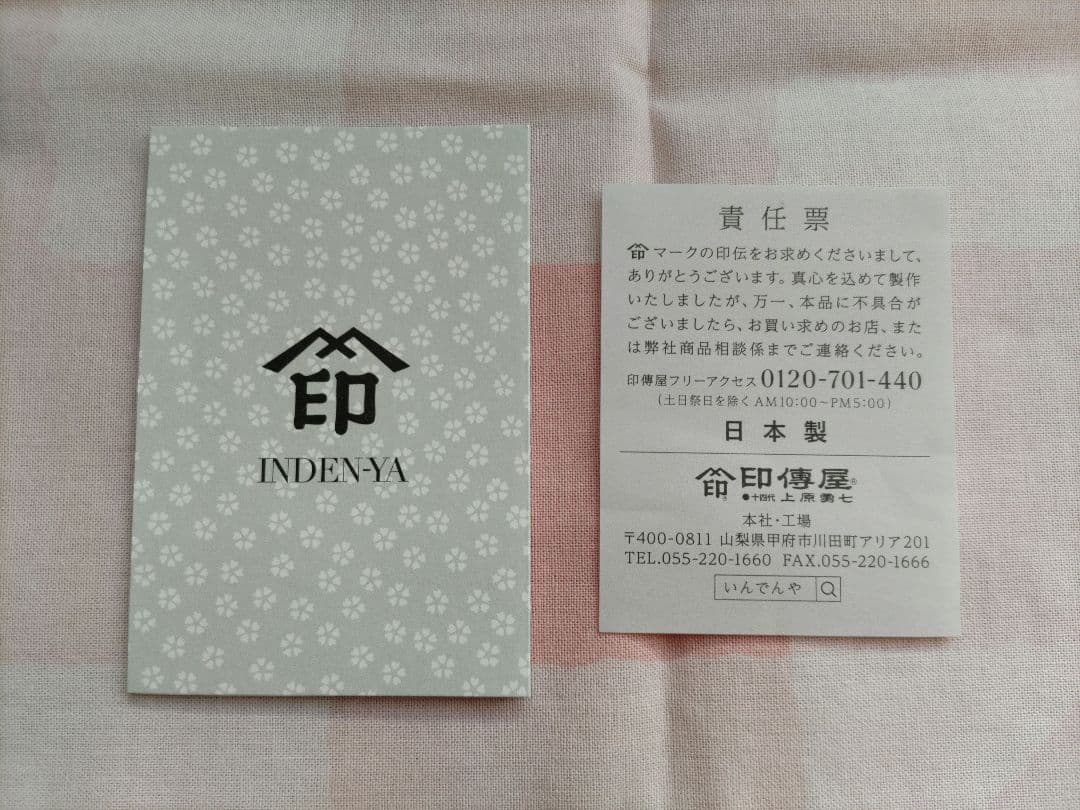 印
INDEN-YA
責任票
印マークの印伝をお求めくださいまして、
ありがとうございます。真心を込めて製作
いたしましたが、万一、本品に不具合が
ございましたら、お買い求めのお店、また
は弊社商品相談係までご連絡ください。
印傳屋フリーアクセス 0120-701-440
(土日祭日を除く AM10:00～PM5:00)
日本製
印 印傳屋®
●十四代 上原勇七
本社・工場
〒400-0811 山梨県甲府市川田町アリア201
TEL.055-220-1660 FAX.055-220-1666
いんでんや